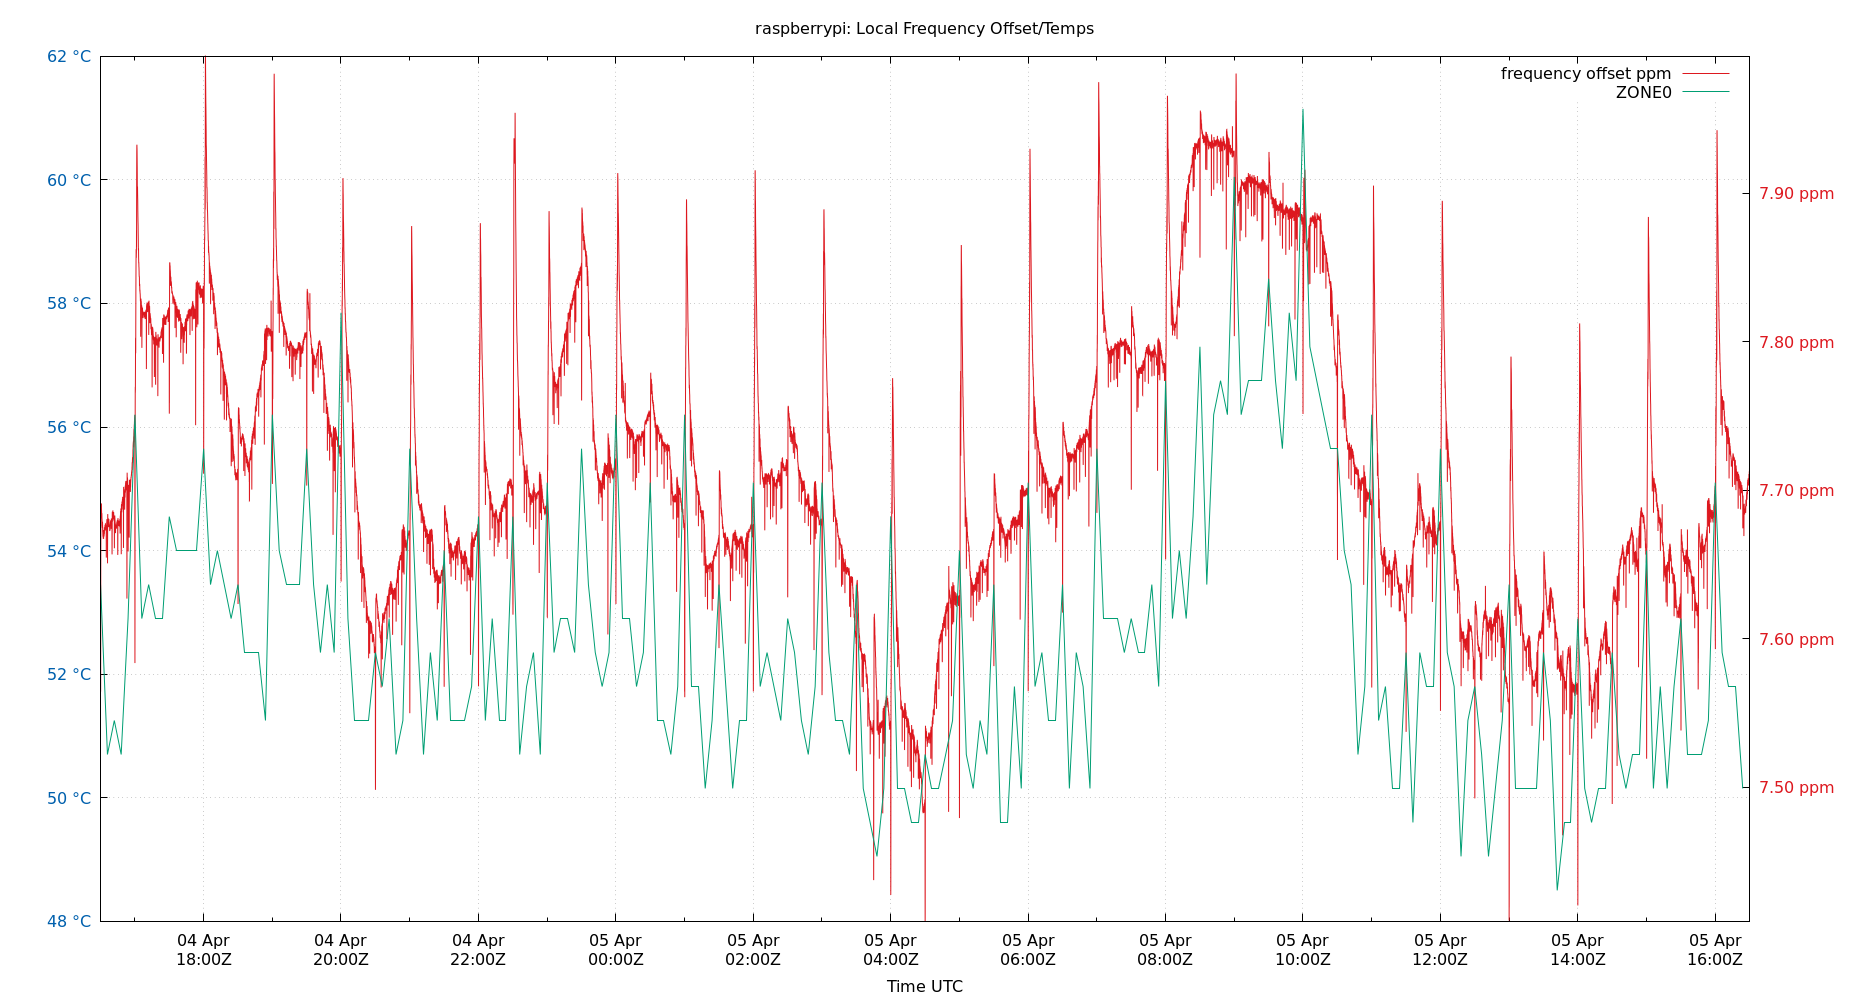 raspberrypi: Local Frequency Offset/Temps
frequency offset ppm
ZONE0
62 °C
60 °C
58 °C
56 °C
54 °C
52 °C
50 °C
48 °C
7.90 ppm
7.80 ppm
7.70 ppm
7.60 ppm
7.50 ppm
04 Apr 04 Apr 04 Apr 05 Apr 05 Apr 05 Apr 05 Apr 05 Apr 05 Apr 05 Apr 05 Apr 05 Apr
18:00Z 20:00Z 22:00Z 00:00Z 02:00Z 04:00Z 06:00Z 08:00Z 10:00Z 12:00Z 14:00Z 16:00Z
Time UTC